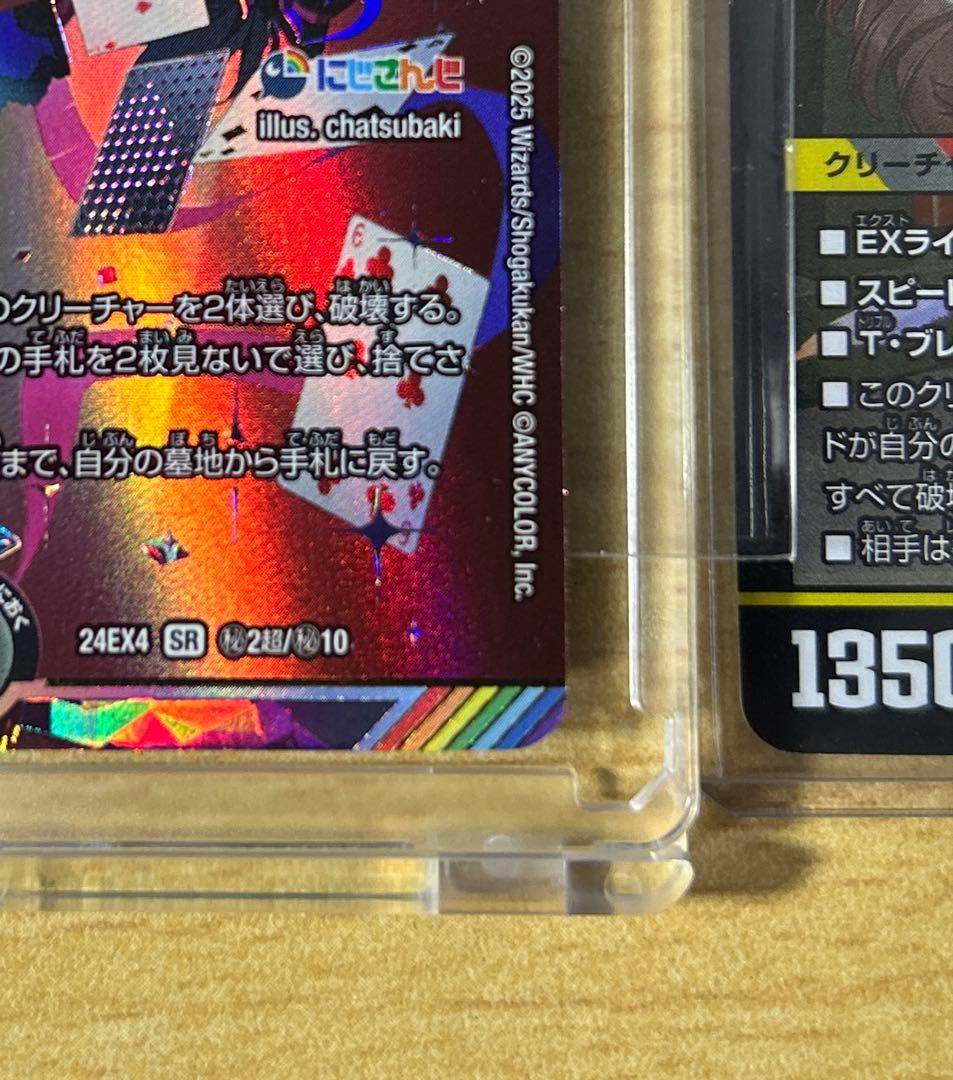 にじさんじ
illus. chatsubaki
©2025 Wizards/Shogakukan/WHC ©ANYCOLOR, Inc.
6
のクリーチャーを2体選び、破壊する。
の手札を2枚見ないで選び、捨てさ
まで、自分の墓地から手札に戻す。
24EX4 SR ㊙2超/㊙10
クリーチャ
■EXライ
■スピード
■T・ブレ
■このクリ
ドが自分の
すべて破壊
■相手は
1350